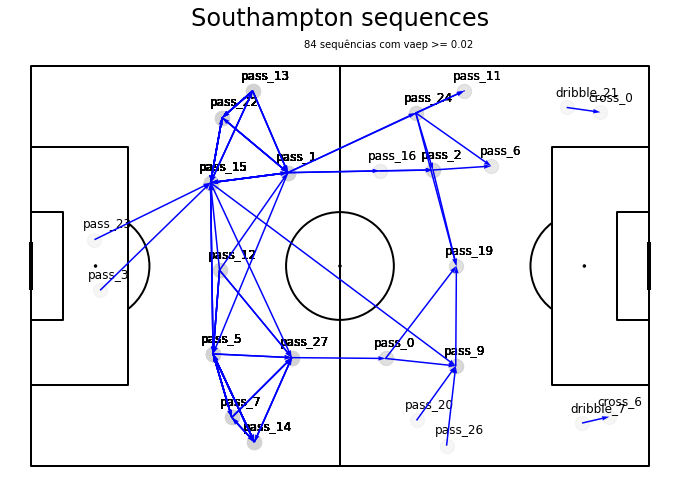 Southampton sequences
84 sequências com vaep >= 0.02
pass_13
pass_11
dribble_21
cross_0
pass_22
pass_24
pass_1
pass_16
pass_2
pass_6
pass_15
pass_23
pass_12
pass_19
pass_3
pass_5
pass_27
pass_0
pass_9
pass_7
pass_20
cross_6
dribble_7
pass_14
pass_26